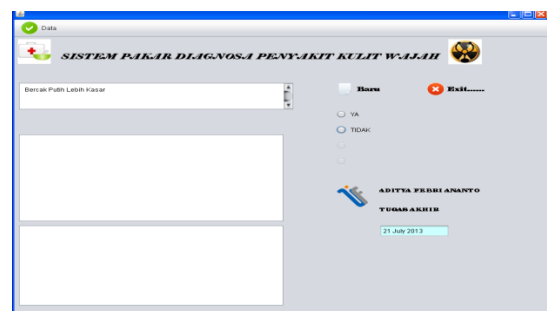 Data
SISTEM PAKAR DIAGNOSA PENYAKIT KULIT WAJAH
Bercak Putih Lebih Kasar
Baru
Exit......
YA
TIDAK
ADITYA FEBRI ANANTO
TUGAS AKHIR
21 July 2013